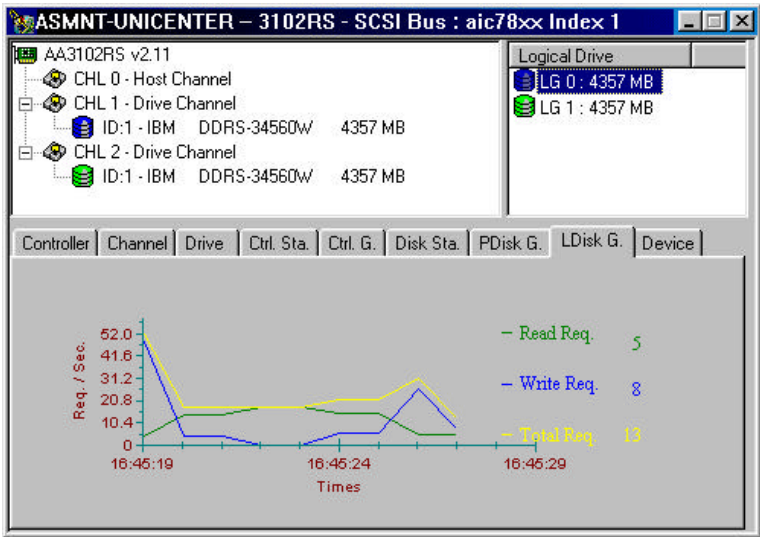 ASMNT-UNICENTER – 3102RS - SCSI Bus : aic78xx Index 1
AA3102RS v2.11
CHL 0 - Host Channel
CHL 1 - Drive Channel
ID:1 - IBM DDRS-34560W 4357 MB
CHL 2 - Drive Channel
ID:1 - IBM DDRS-34560W 4357 MB
Logical Drive
LG 0 : 4357 MB
LG 1 : 4357 MB
Controller Channel Drive Ctrl. Sta. Ctrl. G. Disk Sta. PDisk G. LDisk G. Device
Req. / Sec.
52.0
41.6
31.2
20.8
10.4
0
16:45:19 16:45:24 16:45:29
Times
Read Req. 5
Write Req. 8
Total Req. 13